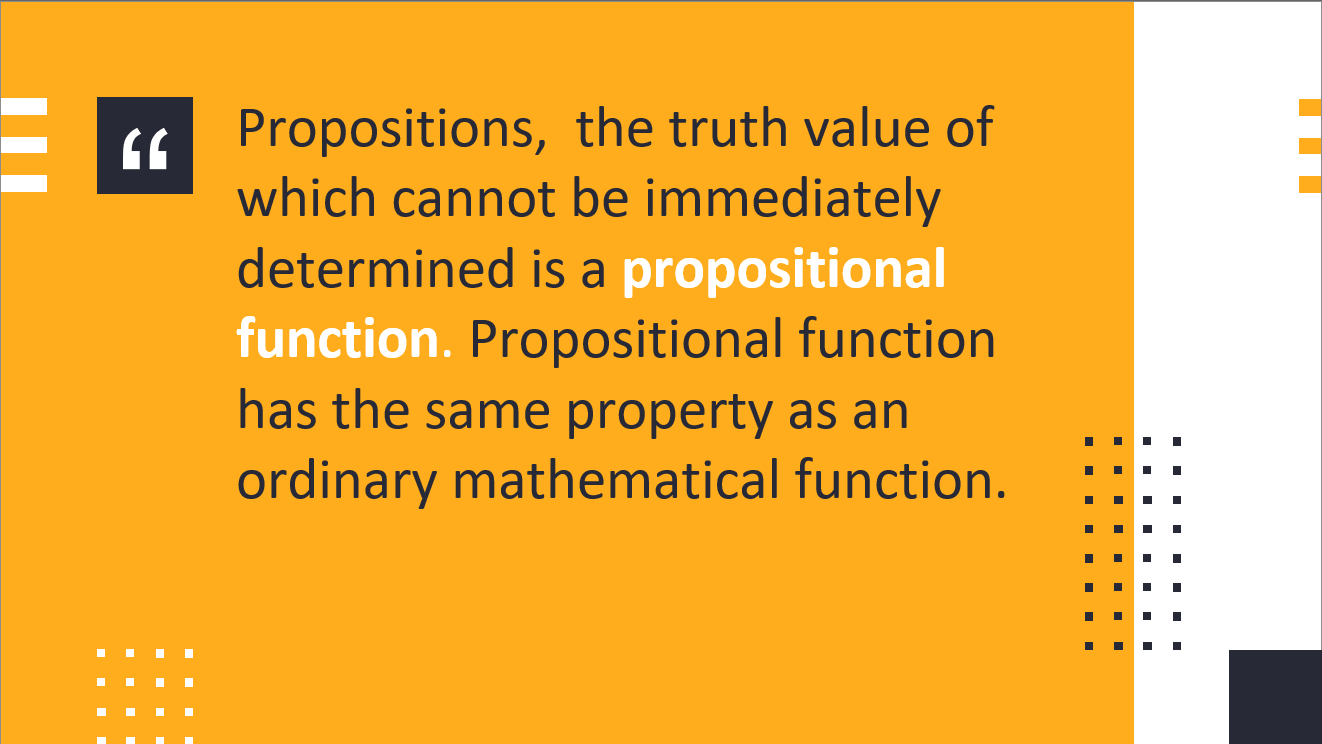 “
Propositions,  the truth value of
which cannot be immediately
determined is a propositional
function. Propositional function
has the same property as an
ordinary mathematical function.